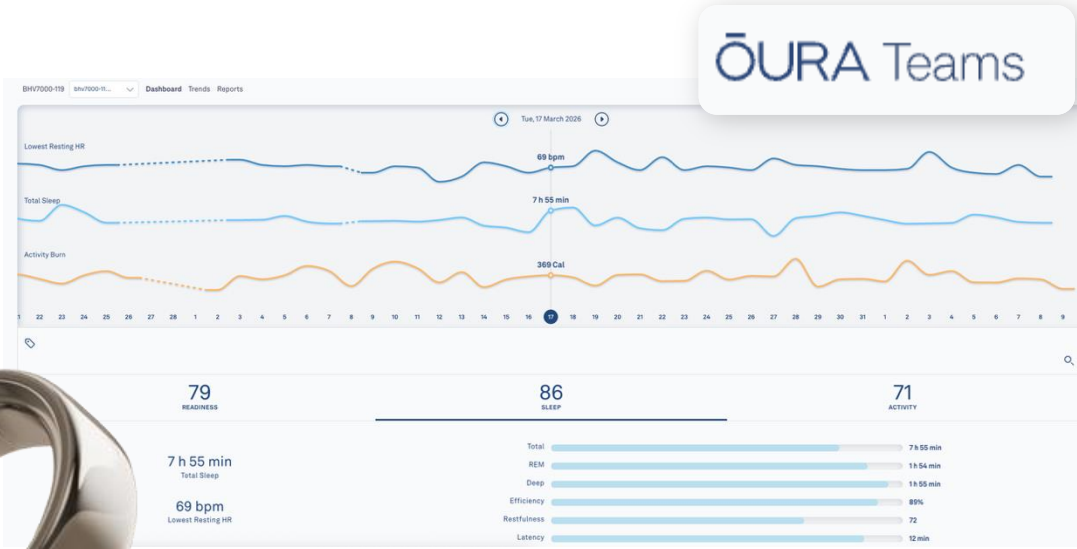 ŌURA Teams
BHV7000-119 bhv7000-11... Dashboard Trends Reports
Tue, 17 March 2026
Lowest Resting HR
69 bpm
Total Sleep
7 h 55 min
Activity Burn
369 Cal
22 23 24 25 26 27 28 1 2 3 4 5 6 7 8 9 10 11 12 13 14 15 16 17 18 19 20 21 22 23 24 25 26 27 28 29 30 31 1 2 3 4 5 6 7 8 9
79 86 71
READINESS SLEEP ACTIVITY
7 h 55 min
Total Sleep
69 bpm
Lowest Resting HR
Total 7 h 55 min
REM 1 h 54 min
Deep 1 h 55 min
Efficiency 89%
Restfulness 72
Latency 12 min